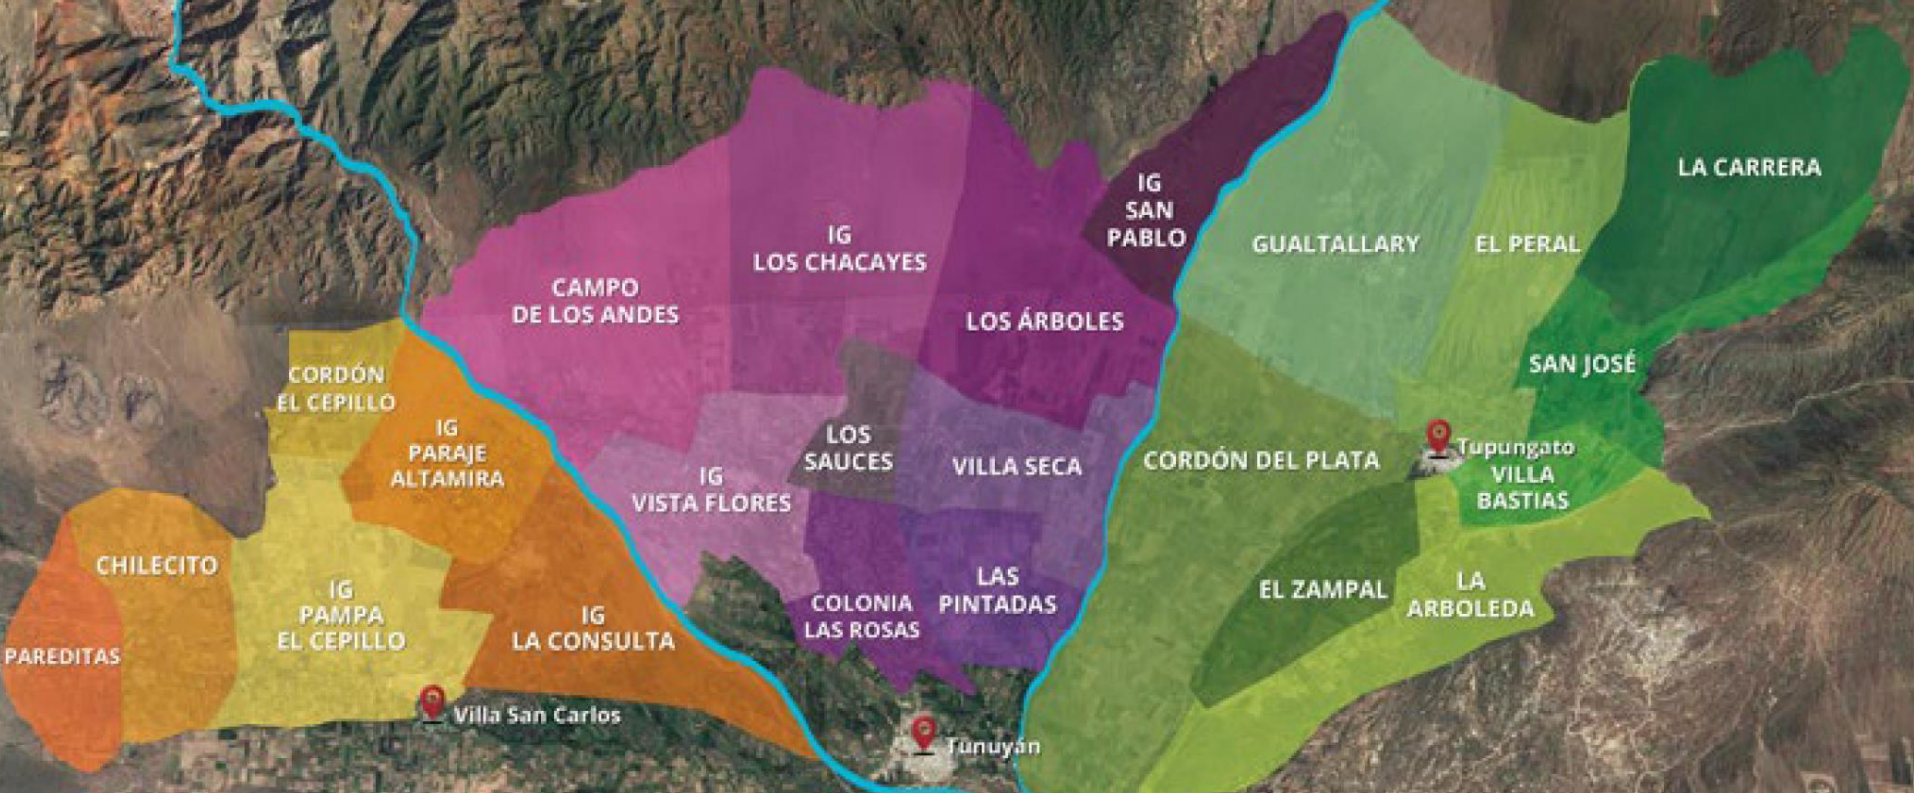 LA CARRERA
IG
SAN
PABLO
GUALTALLARY
EL PERAL
IG
LOS CHACAYES
CAMPO
DE LOS ANDES
LOS ÁRBOLES
SAN JOSÉ
CORDÓN
EL CEPILLO
IG
PARAJE
ALTAMIRA
LOS
SAUCES
VILLA SECA
CORDÓN DEL PLATA
Tupungato
VILLA
BASTIAS
IG
VISTA FLORES
CHILECITO
IG
PAMPA
EL CEPILLO
IG
LA CONSULTA
COLONIA
LAS ROSAS
LAS
PINTADAS
EL ZAMPAL
LA
ARBOLEDA
PAREDITAS
Villa San Carlos
Tunuyán